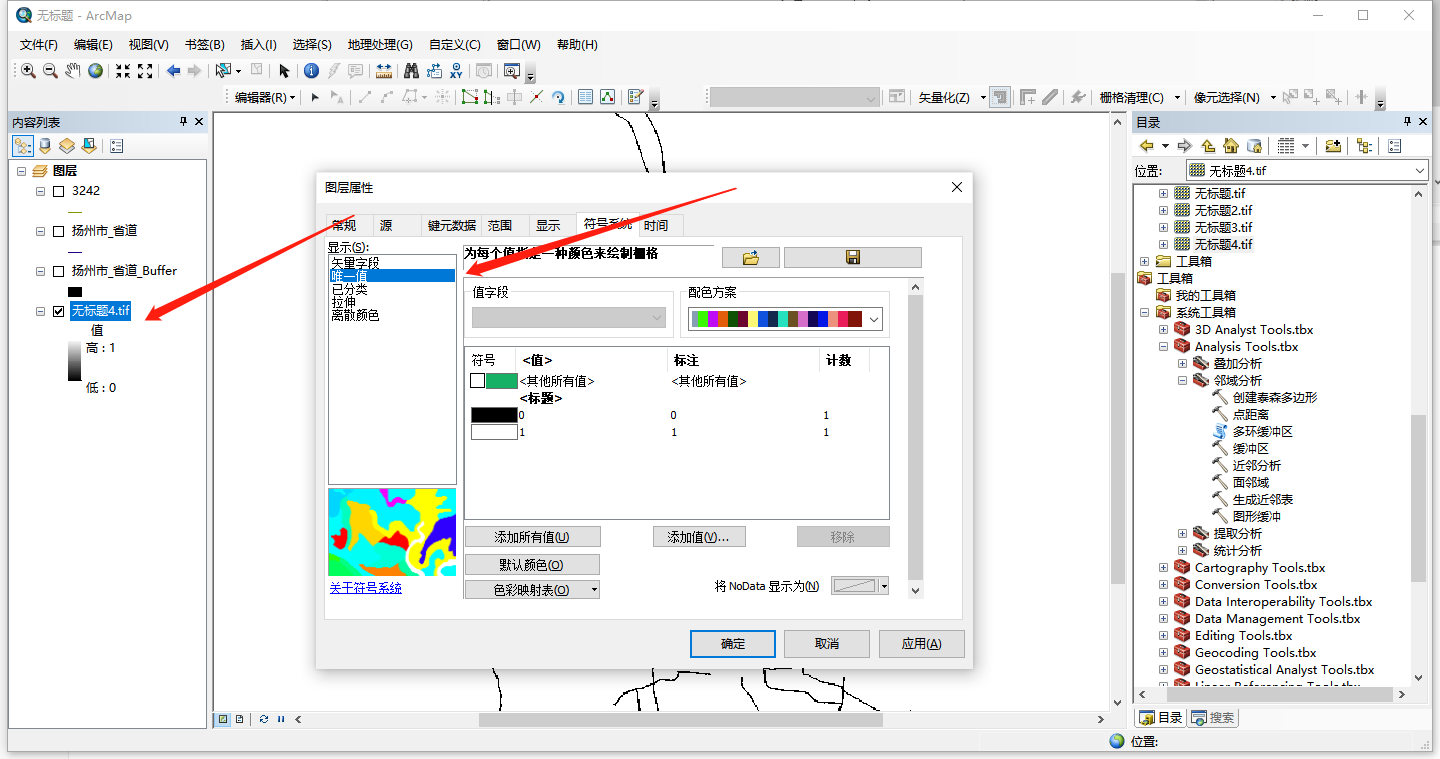 无标题 - ArcMap
文件(F) 编辑(E) 视图(V) 书签(B) 插入(I) 选择(S) 地理处理(G) 自定义(C) 窗口(W) 帮助(H)
编辑器(R) 矢量化(Z) 栅格清理(C) 像元选择(N)
内容列表
图层
3242
扬州市_省道
扬州市_省道_Buffer
无标题4.tif
值
高 : 1
低 : 0
图层属性
常规 源 键元数据 范围 显示 符号系统 时间
显示(S):
矢量字段
唯一值
已分类
拉伸
离散颜色
关于符号系统
为每个值指定一种颜色来绘制栅格
值字段
配色方案
符号 <值> 标注 计数
<其他所有值> <其他所有值>
<标题>
0 0 1
1 1 1
添加所有值(U) 添加值(V)... 移除
默认颜色(O)
色彩映射表(O) 将 NoData 显示为(N)
确定 取消 应用(A)
目录
位置: 无标题4.tif
无标题.tif
无标题2.tif
无标题3.tif
无标题4.tif
工具箱
工具箱
我的工具箱
系统工具箱
3D Analyst Tools.tbx
Analysis Tools.tbx
叠加分析
邻域分析
创建泰森多边形
点距离
多环缓冲区
缓冲区
近邻分析
面邻域
生成近邻表
图形缓冲
提取分析
统计分析
Cartography Tools.tbx
Conversion Tools.tbx
Data Interoperability Tools.tbx
Data Management Tools.tbx
Editing Tools.tbx
Geocoding Tools.tbx
Geostatistical Analyst Tools.tbx
Linear Referencing Tools.tbx
目录 搜索
位置: